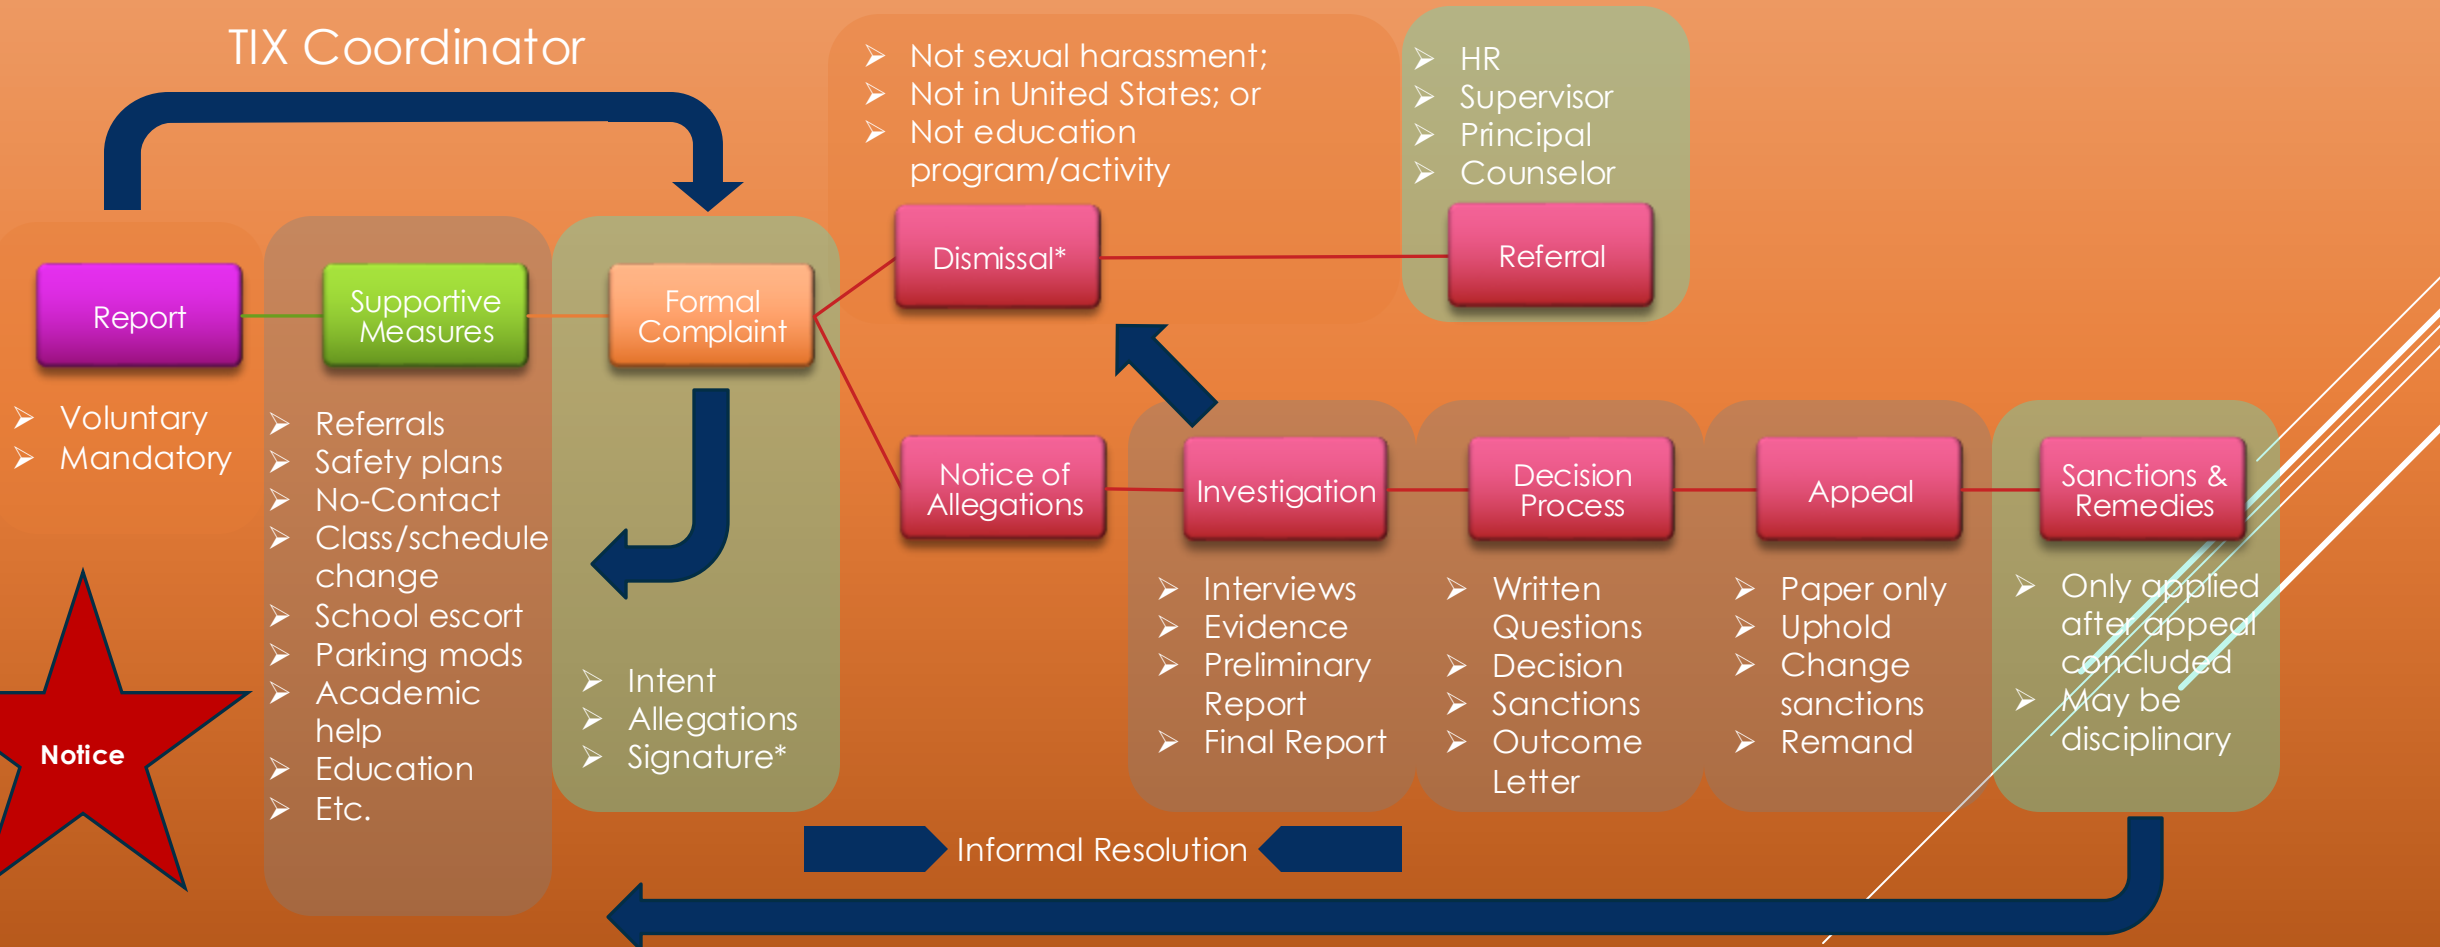 TIX Coordinator
Not sexual harassment;
Not in United States; or
Not education
program/activity
HR
Supervisor
Principal
Counselor
Dismissal*
Referral
Report
Supportive
Measures
Formal
Complaint
Voluntary
Mandatory
Referrals
Safety plans
No-Contact
Class/schedule
change
School escort
Parking mods
Academic
help
Education
Etc.
Intent
Allegations
Signature*
Notice of
Allegations
Investigation
Decision
Process
Appeal
Sanctions &
Remedies
Interviews
Evidence
Preliminary
Report
Final Report
Written
Questions
Decision
Sanctions
Outcome
Letter
Paper only
Uphold
Change
sanctions
Remand
Only applied
after appeal
concluded
May be
disciplinary
Notice
Informal Resolution